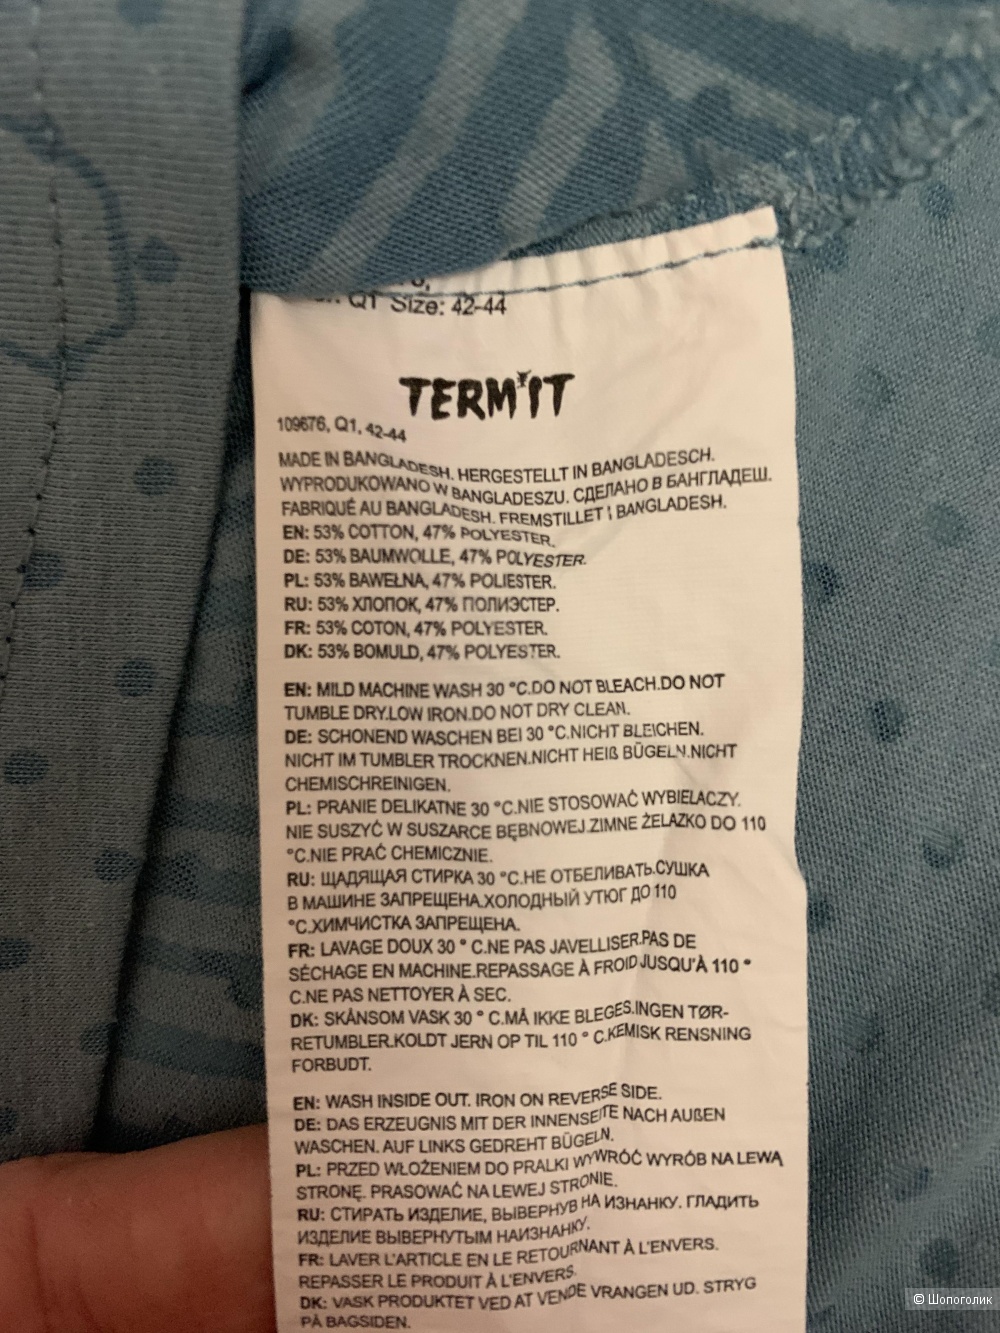 Q1 Size: 42-44
TERMIT
109676, Q1, 42-44
MADE IN BANGLADESH. HERGESTELLT IN BANGLADESCH.
WYPRODUKOWANO W BANGLADESZU. СДЕЛАНО В БАНГЛАДЕШ.
FABRIQUÉ AU BANGLADESH. FREMSTILLET I BANGLADESH.
EN: 53% COTTON, 47% POLYESTER.
DE: 53% BAUMWOLLE, 47% POLYESTER.
PL: 53% BAWEŁNA, 47% POLIESTER.
RU: 53% ХЛОПОК, 47% ПОЛИЭСТЕР.
FR: 53% COTON, 47% POLYESTER.
DK: 53% BOMULD, 47% POLYESTER.
EN: MILD MACHINE WASH 30 °C.DO NOT BLEACH.DO NOT
TUMBLE DRY.LOW IRON.DO NOT DRY CLEAN.
DE: SCHONEND WASCHEN BEI 30 °C.NICHT BLEICHEN.
NICHT IM TUMBLER TROCKNEN.NICHT HEIß BÜGELN.NICHT
CHEMISCHREINIGEN.
PL: PRANIE DELIKATNE 30 °C.NIE STOSOWAĆ WYBIELACZY.
NIE SUSZYĆ W SUSZARCE BĘBNOWEJ.ZIMNE ŻELAZKO DO 110
°C.NIE PRAĆ CHEMICZNIE.
RU: ЩАДЯЩАЯ СТИРКА 30 °C.НЕ ОТБЕЛИВАТЬ.СУШКА
В МАШИНЕ ЗАПРЕЩЕНА.ХОЛОДНЫЙ УТЮГ ДО 110
°C.ХИМЧИСТКА ЗАПРЕЩЕНА.
FR: LAVAGE DOUX 30 ° C.NE PAS JAVELLISER.PAS DE
SÉCHAGE EN MACHINE.REPASSAGE À FROID JUSQU'À 110 °
C.NE PAS NETTOYER À SEC.
DK: SKÅNSOM VASK 30 ° C.MÅ IKKE BLEGES.INGEN TØR-
RETUMBLER.KOLDT JERN OP TIL 110 ° C.KEMISK RENSNING
FORBUDT.
EN: WASH INSIDE OUT. IRON ON REVERSE SIDE.
DE: DAS ERZEUGNIS MIT DER INNENSEITE NACH AUßEN
WASCHEN. AUF LINKS GEDREHT BÜGELN.
PL: PRZED WŁOŻENIEM DO PRALKI WYWRÓĆ WYRÓB NA LEWĄ
STRONĘ. PRASOWAĆ NA LEWEJ STRONIE.
RU: СТИРАТЬ ИЗДЕЛИЕ, ВЫВЕРНУВ НА ИЗНАНКУ. ГЛАДИТЬ
ИЗДЕЛИЕ ВЫВЕРНУТЫМ НАИЗНАНКУ.
FR: LAVER L'ARTICLE EN LE RETOURNANT À L'ENVERS.
REPASSER LE PRODUIT À L'ENVERS.
DK: VASK PRODUKTET VED AT VENDE VRANGEN UD. STRYG
PÅ BAGSIDEN.
© Шопоголик